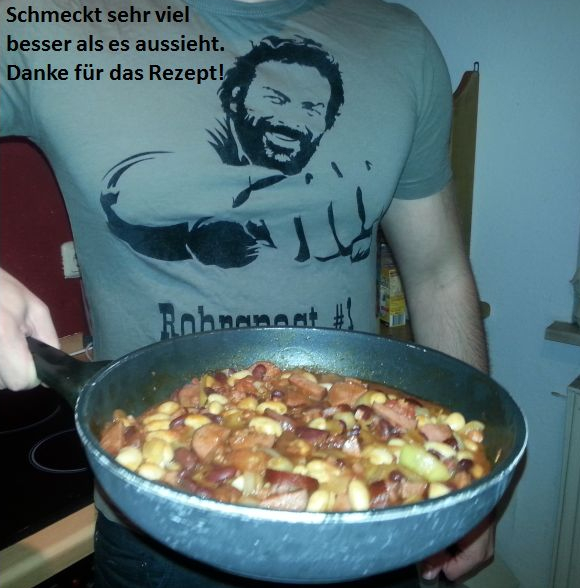 Schmeckt sehr viel
besser als es aussieht.
Danke für das Rezept!